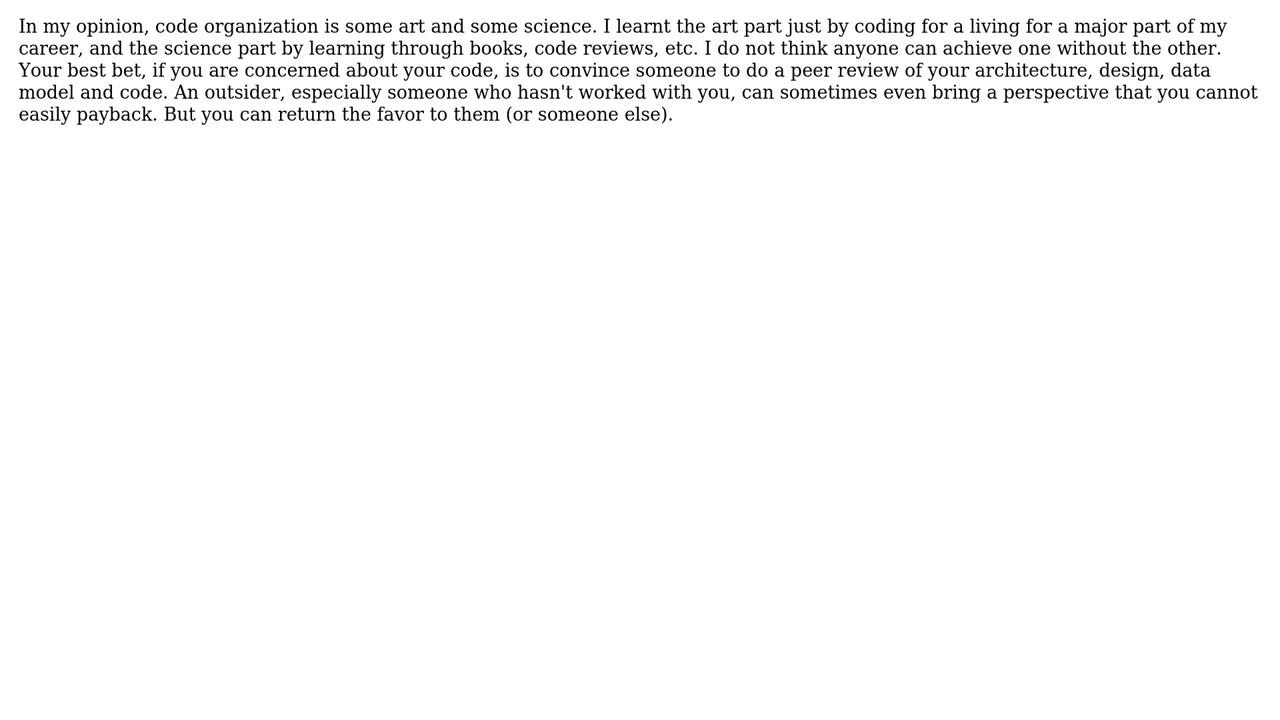 In my opinion, code organization is some art and some science. I learnt the art part just by coding for a living for a major part of my
career, and the science part by learning through books, code reviews, etc. I do not think anyone can achieve one without the other.
Your best bet, if you are concerned about your code, is to convince someone to do a peer review of your architecture, design, data
model and code. An outsider, especially someone who hasn't worked with you, can sometimes even bring a perspective that you cannot
easily payback. But you can return the favor to them (or someone else).